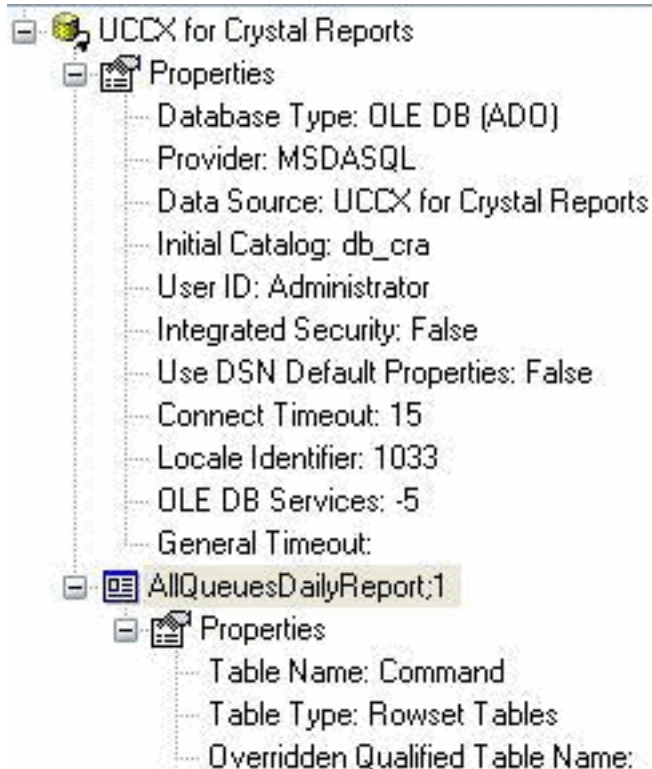 UCCX for Crystal Reports
Properties
Database Type: OLE DB (ADO)
Provider: MSDASQL
Data Source: UCCX for Crystal Reports
Initial Catalog: db_cra
User ID: Administrator
Integrated Security: False
Use DSN Default Properties: False
Connect Timeout: 15
Locale Identifier: 1033
OLE DB Services: -5
General Timeout:
AllQueuesDailyReport;1
Properties
Table Name: Command
Table Type: Rowset Tables
Overridden Qualified Table Name: